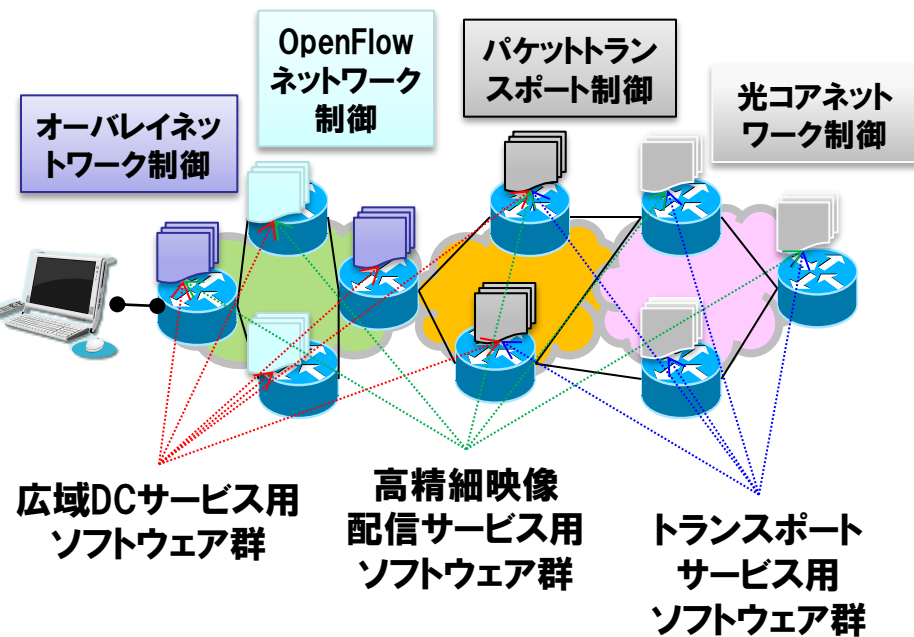 OpenFlow
ネットワーク
制御
パケットトラン
スポート制御
光コアネット
ワーク制御
オーバレイネッ
トワーク制御
広域DCサービス用
ソフトウェア群
高精細映像
配信サービス用
ソフトウェア群
トランスポート
サービス用
ソフトウェア群